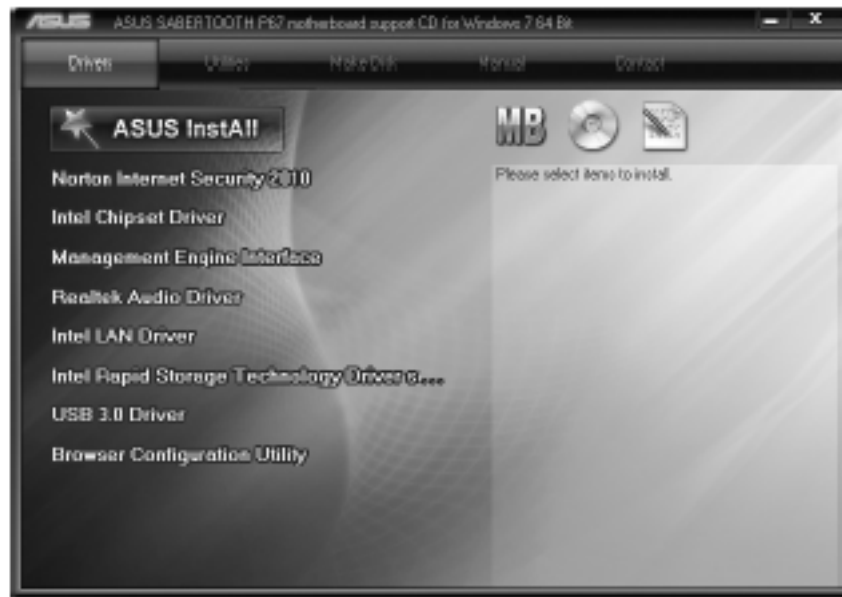 ASUS SABERTOOTH P67 motherboard support CD for Windows 7 64 Bit
Drivers
Utilities
Make Disk
Manual
Contact
ASUS InstAll
MB
Please select items to install.
Norton Internet Security 2010
Intel Chipset Driver
Management Engine Interface
Realtek Audio Driver
Intel LAN Driver
Intel Rapid Storage Technology Driver s...
USB 3.0 Driver
Browser Configuration Utility